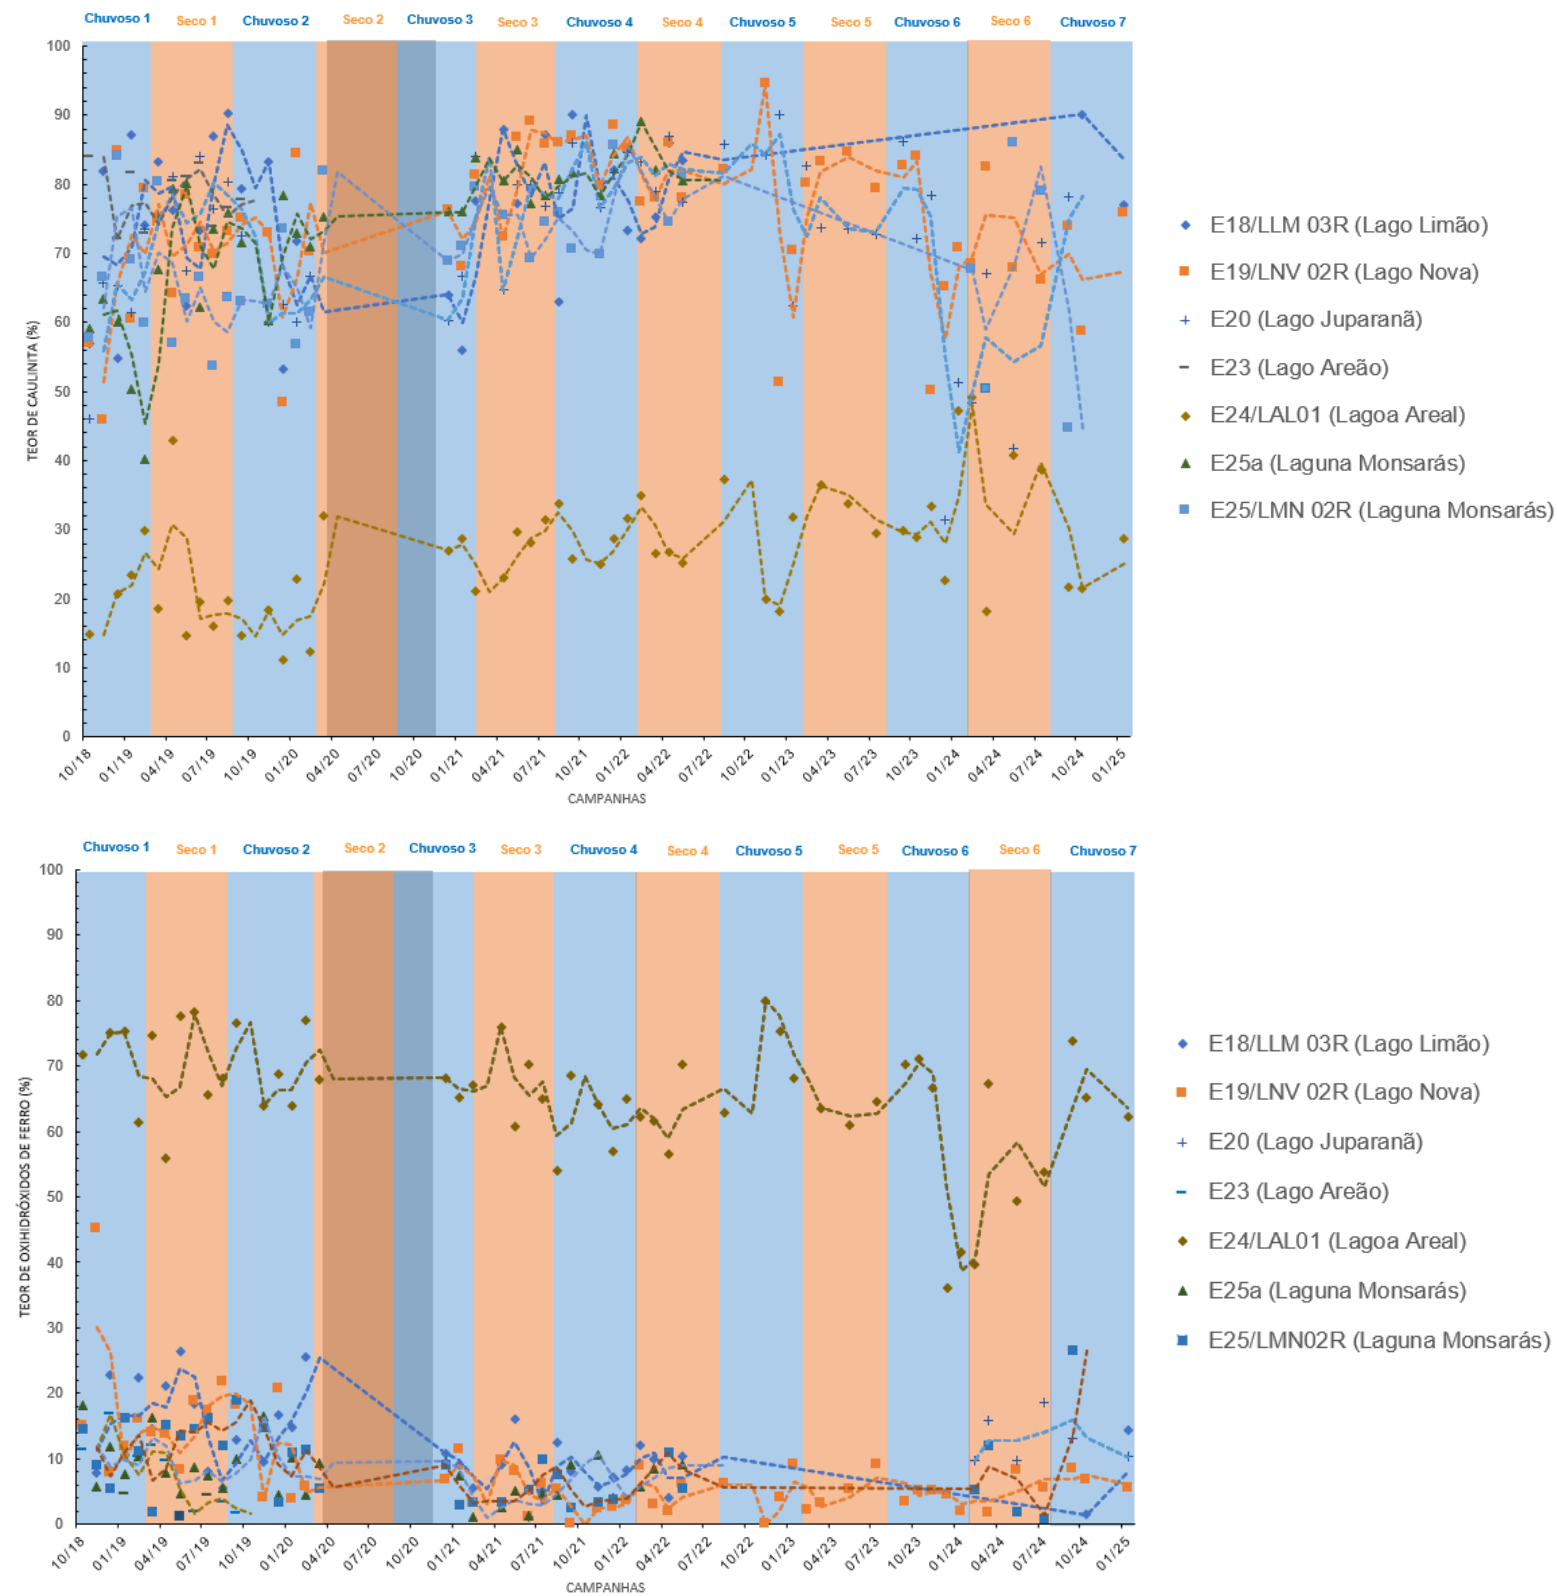 Chuvoso 1 Seco 1 Chuvoso 2 Seco 2 Chuvoso 3 Seco 3 Chuvoso 4 Seco 4 Chuvoso 5 Seco 5 Chuvoso 6 Seco 6 Chuvoso 7
TEOR DE CAULINITA (%)
100
90
80
70
60
50
40
30
20
10
0
10/18 01/19 04/19 07/19 10/19 01/20 04/20 07/20 10/20 01/21 04/21 07/21 10/21 01/22 04/22 07/22 10/22 01/23 04/23 07/23 10/23 01/24 04/24 07/24 10/24 01/25
CAMPANHAS
E18/LLM 03R (Lago Limão)
E19/LNV 02R (Lago Nova)
E20 (Lago Juparanã)
E23 (Lago Areão)
E24/LAL01 (Lagoa Areal)
E25a (Laguna Monsarás)
E25/LMN 02R (Laguna Monsarás)
Chuvoso 1 Seco 1 Chuvoso 2 Seco 2 Chuvoso 3 Seco 3 Chuvoso 4 Seco 4 Chuvoso 5 Seco 5 Chuvoso 6 Seco 6 Chuvoso 7
TEOR DE OXIHIDRÓXIDOS DE FERRO (%)
100
90
80
70
60
50
40
30
20
10
0
10/18 01/19 04/19 07/19 10/19 01/20 04/20 07/20 10/20 01/21 04/21 07/21 10/21 01/22 04/22 07/22 10/22 01/23 04/23 07/23 10/23 01/24 04/24 07/24 10/24 01/25
CAMPANHAS
E18/LLM 03R (Lago Limão)
E19/LNV 02R (Lago Nova)
E20 (Lago Juparanã)
E23 (Lago Areão)
E24/LAL01 (Lagoa Areal)
E25a (Laguna Monsarás)
E25/LMN02R (Laguna Monsarás)